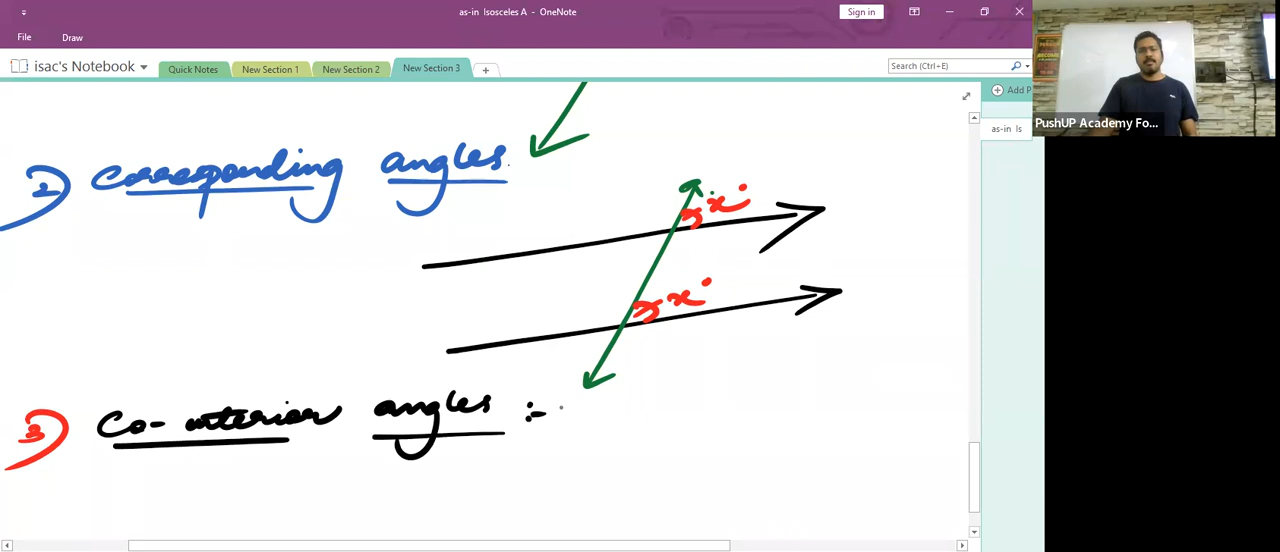 as-in Isosceles A - OneNote
Sign in
File Draw
isac's Notebook Quick Notes New Section 1 New Section 2 New Section 3 +
Search (Ctrl+E)
Add P
as-in Is
PushUP Academy Fo...
2) corresponding angles.
x°
x°
3) Co-interior angles :-